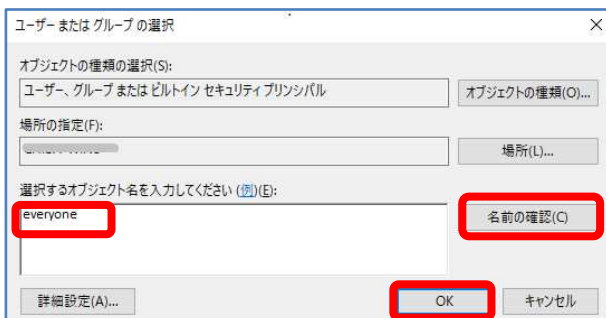 ユーザー または グループ の選択
オブジェクトの種類の選択(S):
ユーザー、グループ または ビルトイン セキュリティ プリンシパル
オブジェクトの種類(O)...
場所の指定(F):
場所(L)...
選択するオブジェクト名を入力してください (例)(E):
everyone
名前の確認(C)
詳細設定(A)...
OK
キャンセル